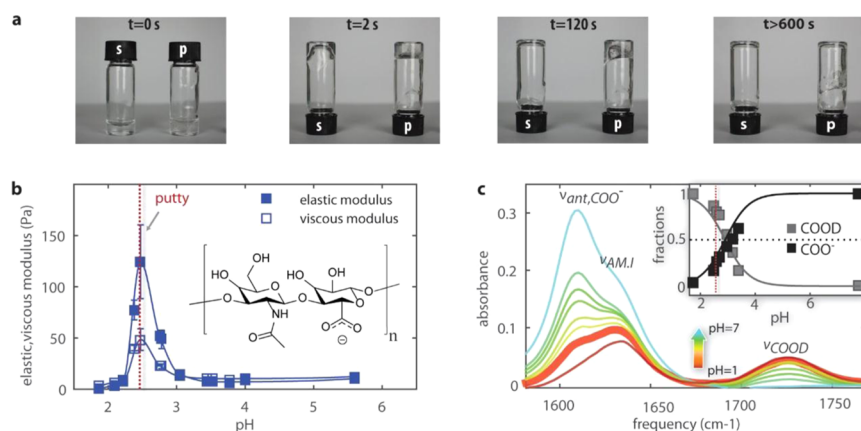 a
t=0 s
t=2 s
t=120 s
t>600 s
s
p
s
p
s
p
s
p
b
putty
elastic modulus
viscous modulus
elastic,viscous modulus (Pa)
200
150
100
50
0
2
3
4
5
6
pH
HO
OH
O
HO
O
NH
O
OH
OH
O
O
O
O
⊖
n
c
absorbance
0.3
0.2
0.1
0
1600
1650
1700
1750
frequency (cm-1)
νant,COO-
νAM.I
νCOOD
pH=7
pH=1
fractions
1
0.5
0
2
4
6
pH
COOD
COO-